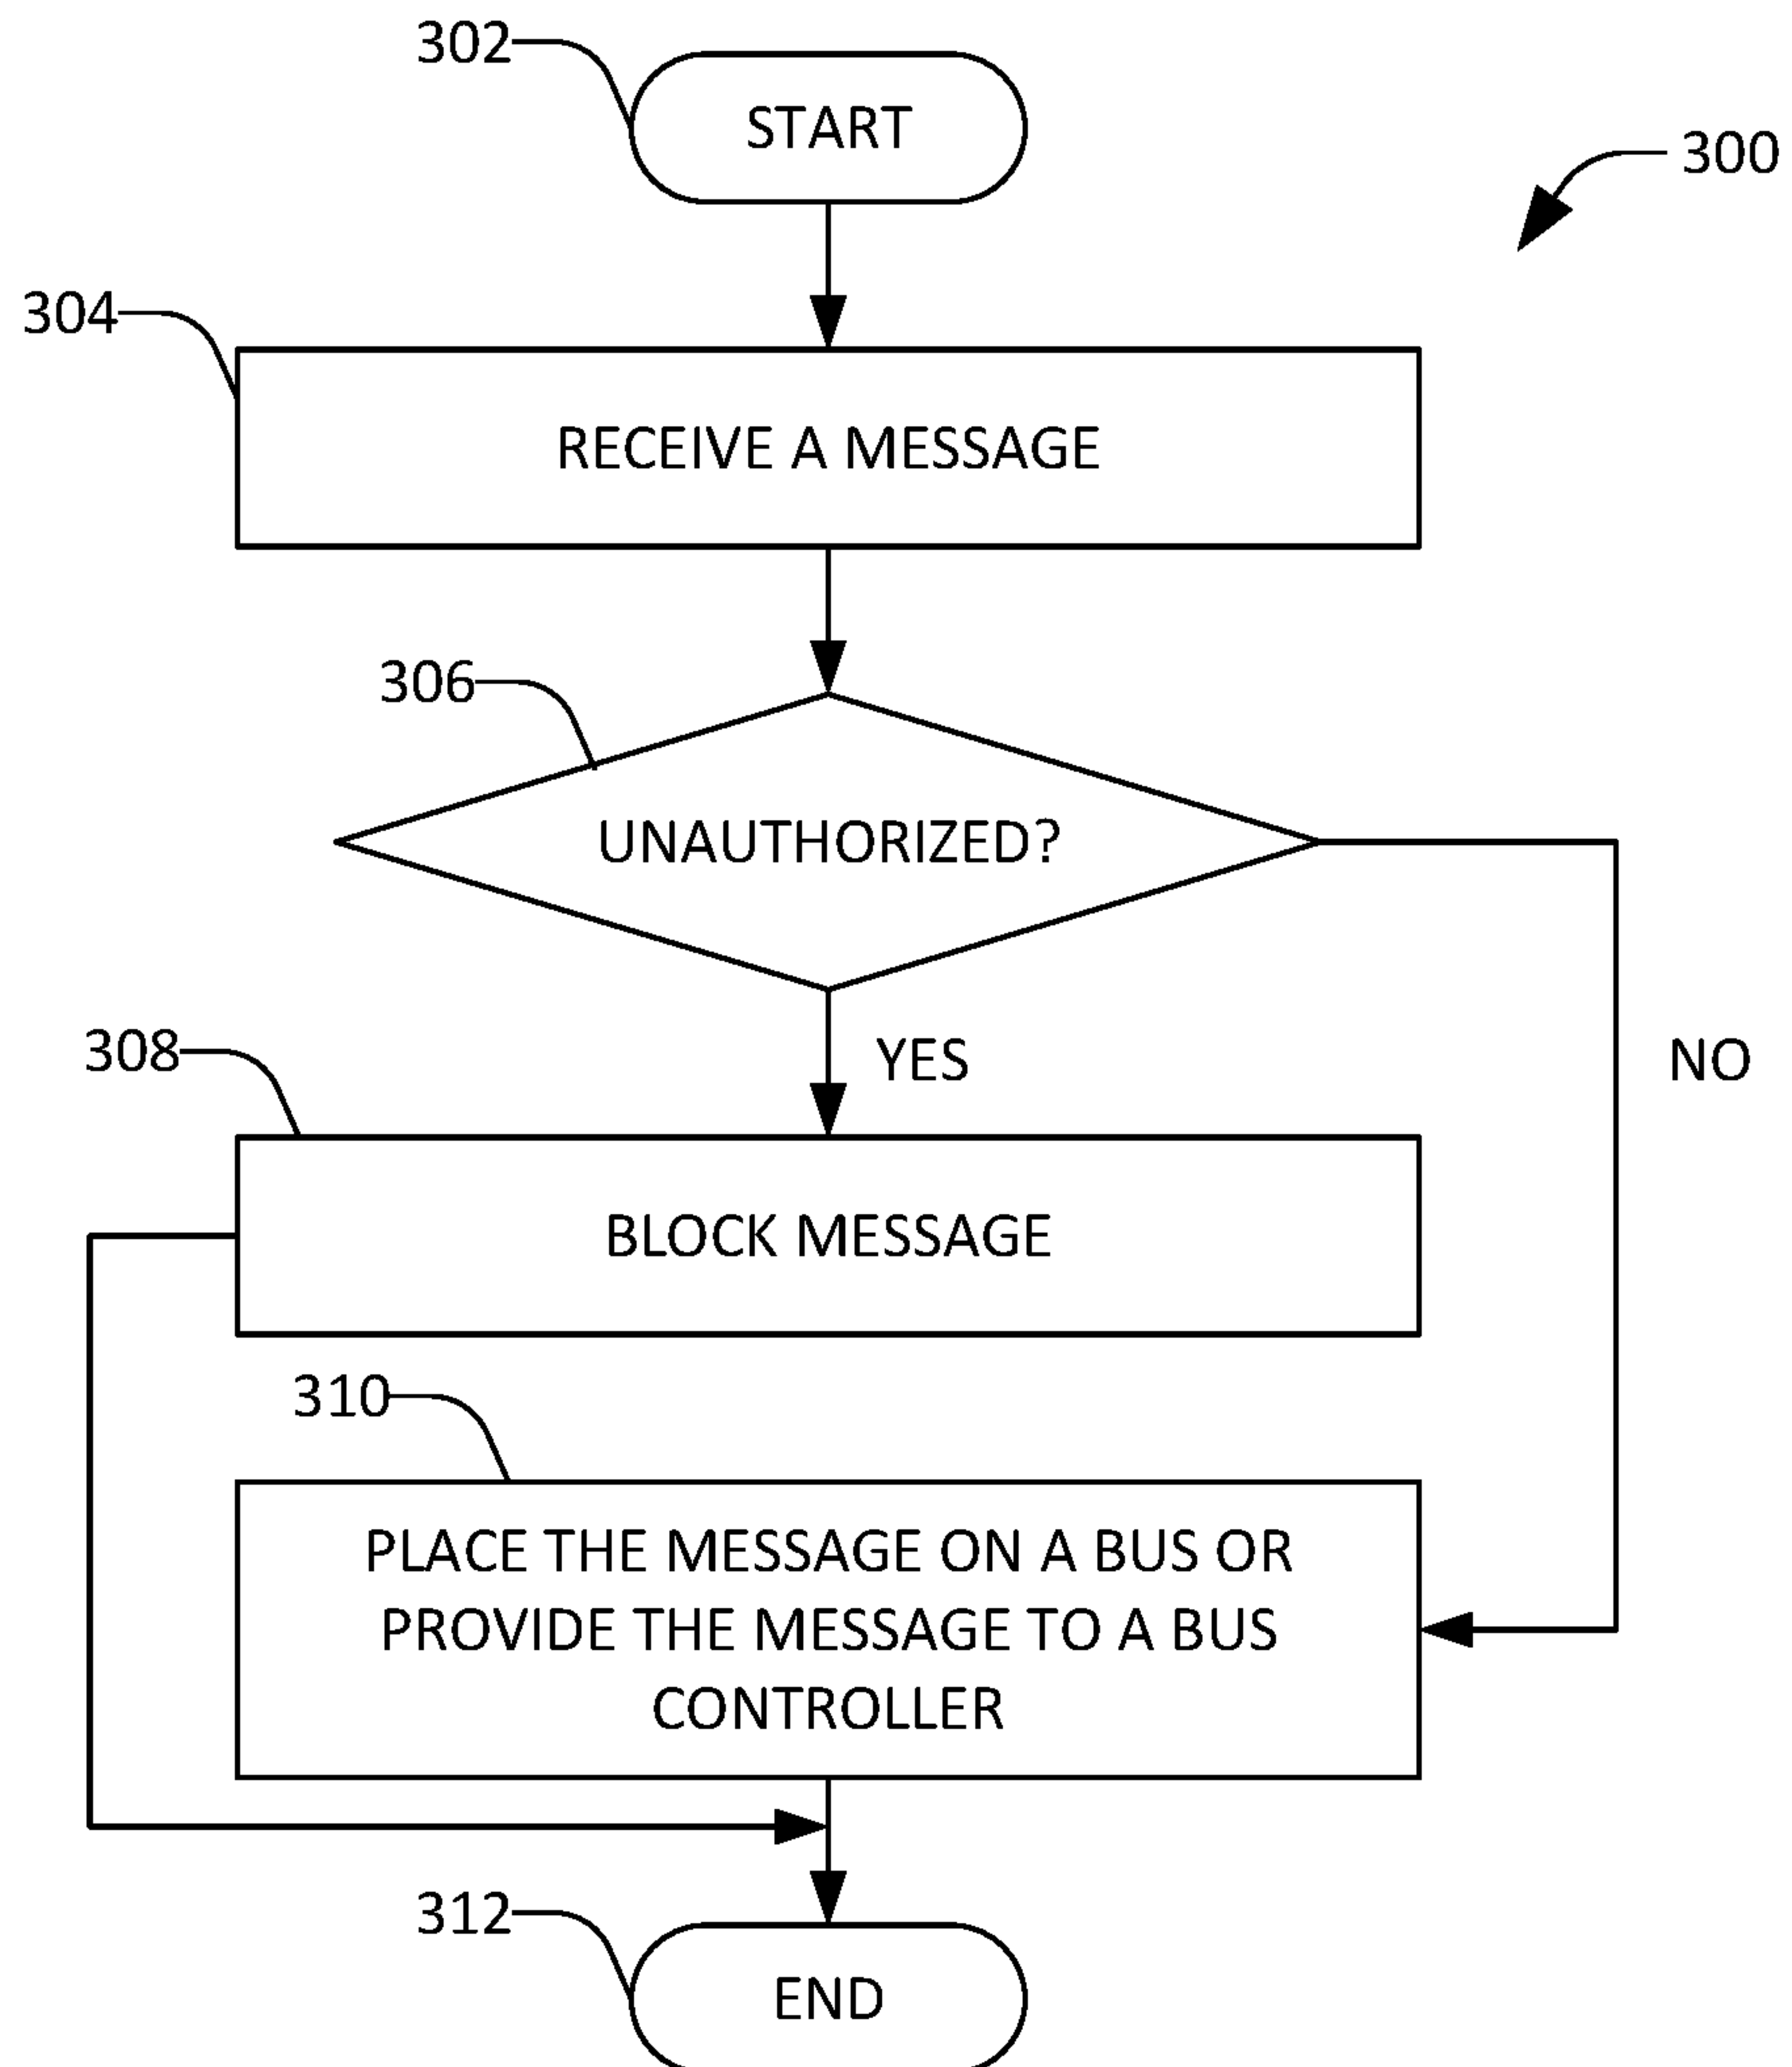 302
START
300
304
RECEIVE A MESSAGE
306
UNAUTHORIZED?
308
YES
NO
BLOCK MESSAGE
310
PLACE THE MESSAGE ON A BUS OR
PROVIDE THE MESSAGE TO A BUS
CONTROLLER
312
END